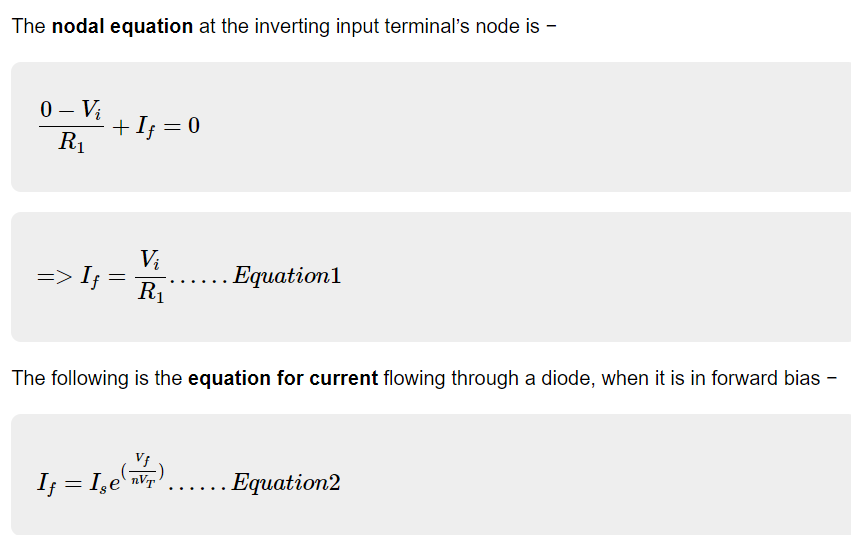 The nodal equation at the inverting input terminal’s node is −
\frac{0-V_i}{R_1}+I_f=0
=> I_f=\frac{V_i}{R_1}......Equation1
The following is the equation for current flowing through a diode, when it is in forward bias −
I_f=I_s e^{(\frac{V_f}{nV_T})}......Equation2